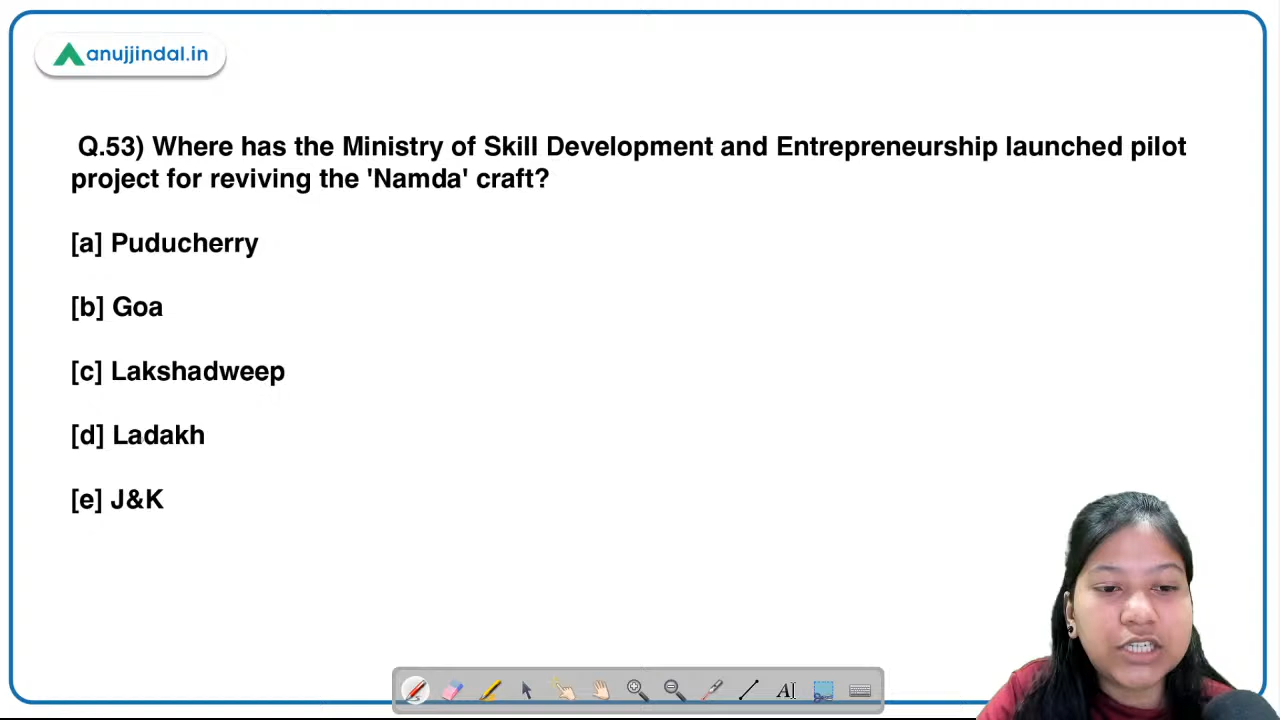 anujjindal.in
Q.53) Where has the Ministry of Skill Development and Entrepreneurship launched pilot
project for reviving the 'Namda' craft?
[a] Puducherry
[b] Goa
[c] Lakshadweep
[d] Ladakh
[e] J&K
A